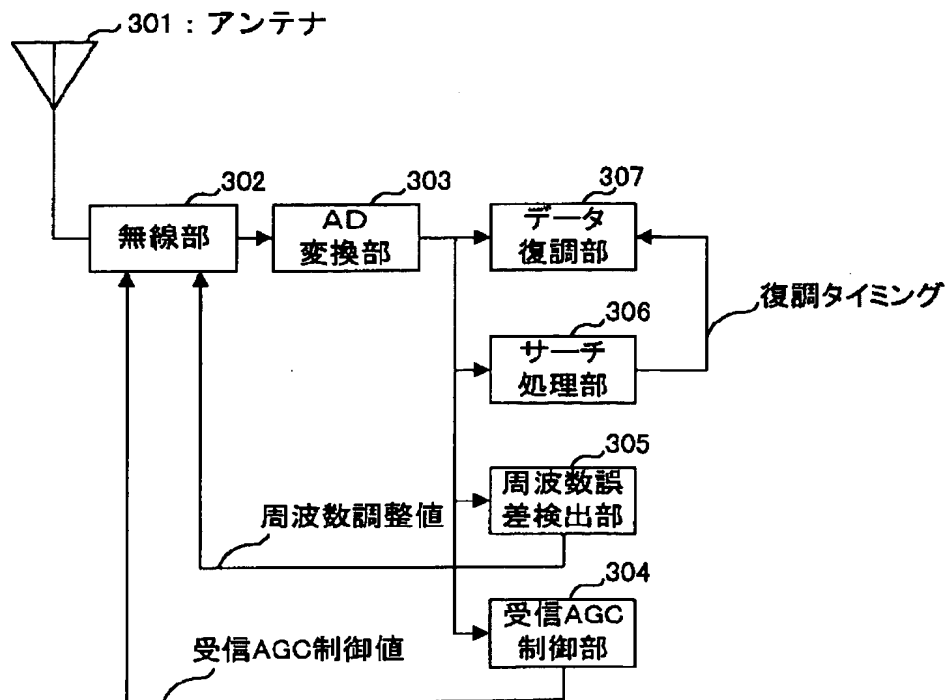 301：アンテナ
302
無線部
303
AD
変換部
307
データ
復調部
復調タイミング
306
サーチ
処理部
305
周波数誤
差検出部
周波数調整値
304
受信AGC
制御部
受信AGC制御値